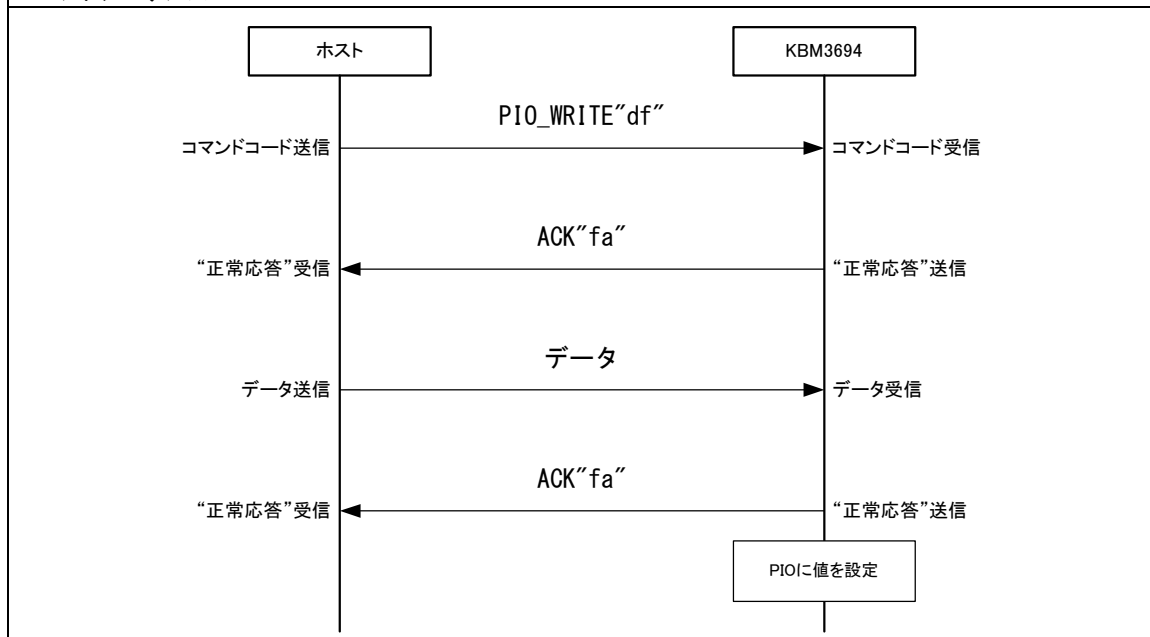 ホスト KBM3694
PIO_WRITE"df"
コマンドコード送信 コマンドコード受信
ACK"fa"
“正常応答”受信 “正常応答”送信
データ
データ送信 データ受信
ACK"fa"
“正常応答”受信 “正常応答”送信
PIOに値を設定